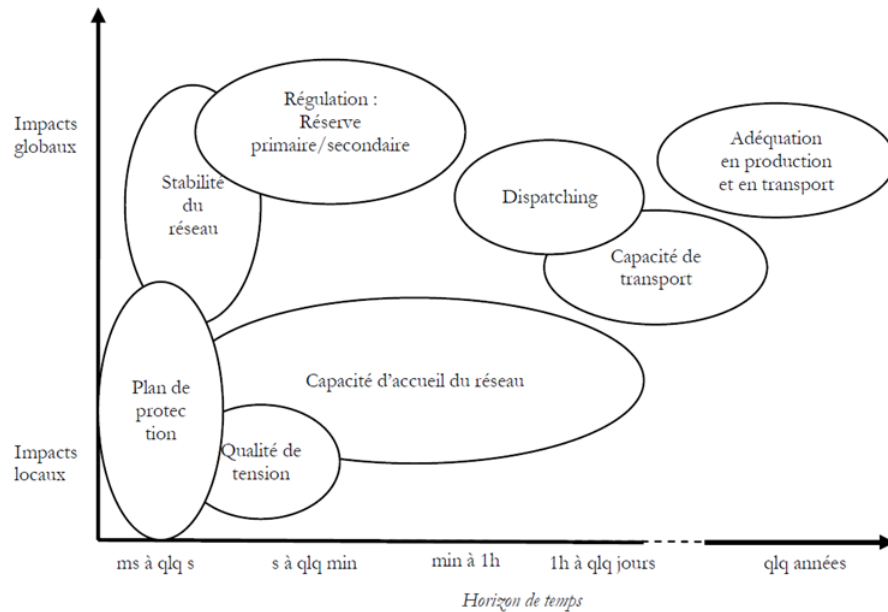 Impacts
globaux
Régulation :
Réserve
primaire/secondaire
Stabilité
du
réseau
Adéquation
en production
et en transport
Dispatching
Capacité de
transport
Plan de
protec
tion
Capacité d'accueil du réseau
Qualité de
tension
Impacts
locaux
ms à qlq s
s à qlq min
min à 1h
1h à qlq jours
qlq années
Horizon de temps